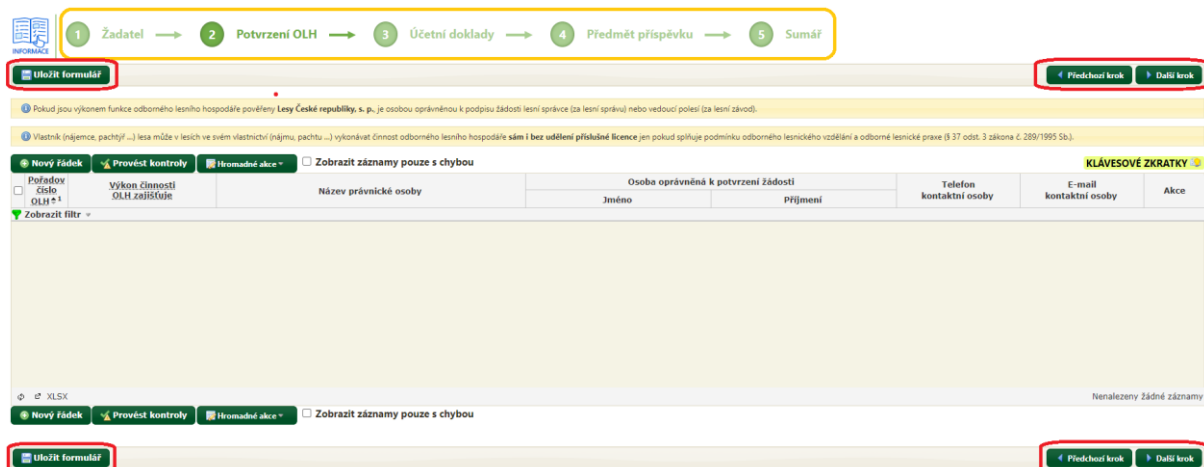 INFORMACE
1 Žadatel 2 Potvrzení OLH 3 Účetní doklady 4 Předmět příspěvku 5 Sumář
Uložit formulář Předchozí krok Další krok
Pokud jsou výkonem funkce odborného lesního hospodáře pověřeny Lesy České republiky, s. p., je osobou oprávněnou k podpisu žádosti lesní správce (za lesní správu) nebo vedoucí polesí (za lesní závod).
Vlastník (nájemce, pachtýř ...) lesa může v lesích ve svém vlastnictví (nájmu, pachtu ...) vykonávat činnost odborného lesního hospodáře sám i bez udělení příslušné licence jen pokud splňuje podmínku odborného lesnického vzdělání a odborné lesnické praxe (§ 37 odst. 3 zákona č. 289/1995 Sb.).
Nový řádek Provést kontroly Hromadné akce Zobrazit záznamy pouze s chybou KLÁVESOVÉ ZKRATKY
Pořadov číslo OLH 1 Výkon činnosti OLH zajišťuje Název právnické osoby Osoba oprávněná k potvrzení žádosti Telefon kontaktní osoby E-mail kontaktní osoby Akce
Jméno Příjmení
Zobrazit filtr
XLSX Nenalezeny žádné záznamy
Nový řádek Provést kontroly Hromadné akce Zobrazit záznamy pouze s chybou
Uložit formulář Předchozí krok Další krok